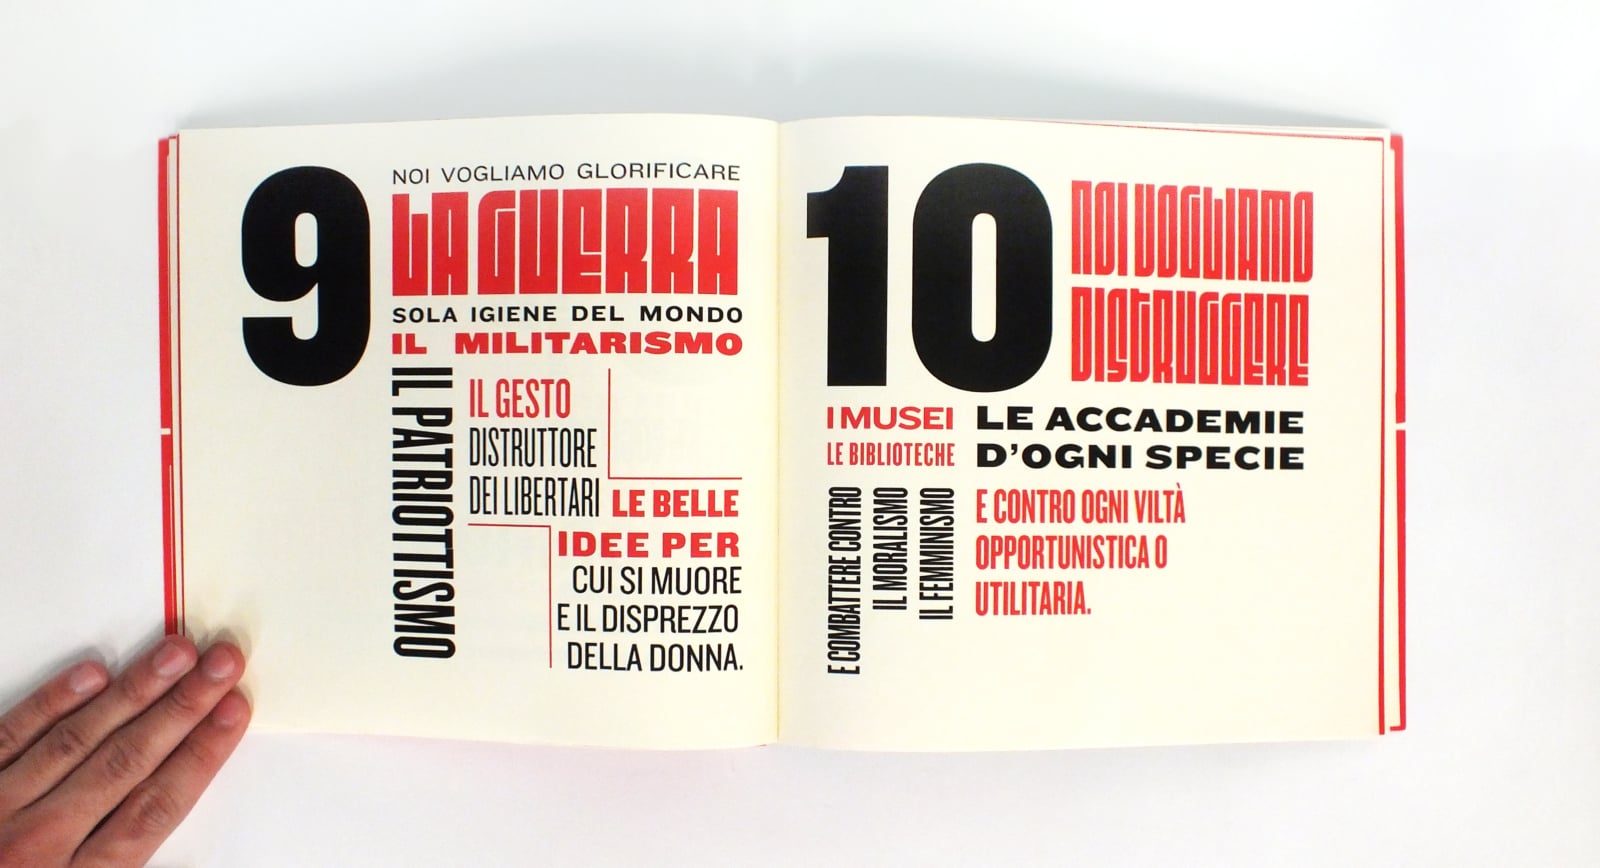 9
NOI VOGLIAMO GLORIFICARE
LA GUERRA
SOLA IGIENE DEL MONDO
IL MILITARISMO
IL PATRIOTTISMO
IL GESTO
DISTRUTTORE
DEI LIBERTARI
LE BELLE
IDEE PER
CUI SI MUORE
E IL DISPREZZO
DELLA DONNA.
10
NOI VOGLIAMO
DISTRUGGERE
I MUSEI
LE BIBLIOTECHE
LE ACCADEMIE
D'OGNI SPECIE
E COMBATTERE CONTRO
IL MORALISMO
IL FEMMINISMO
E CONTRO OGNI VILTÀ
OPPORTUNISTICA O
UTILITARIA.